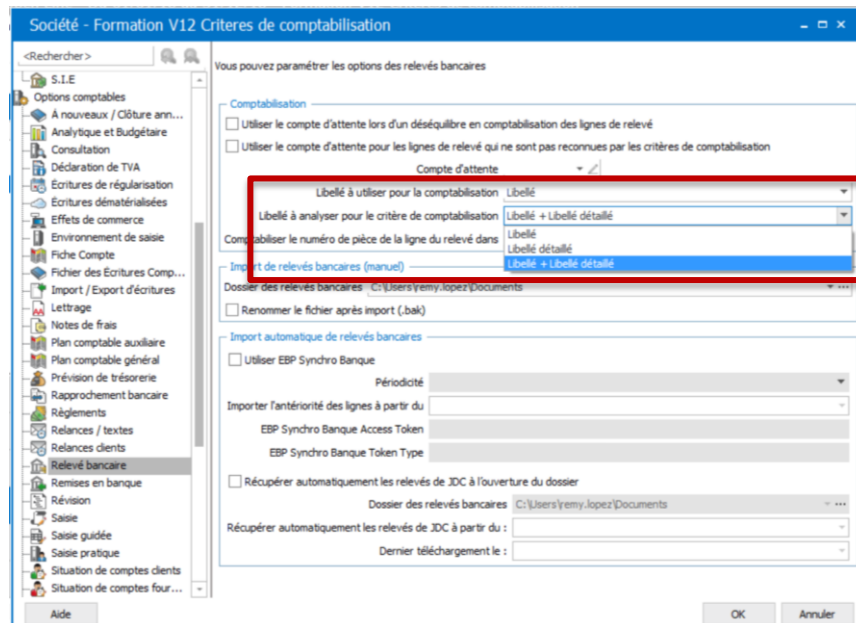 Société - Formation V12 Criteres de comptabilisation
<Rechercher>
S.I.E
Options comptables
À nouveaux / Clôture ann...
Analytique et Budgétaire
Consultation
Déclaration de TVA
Écritures de régularisation
Écritures dématérialisées
Effets de commerce
Environnement de saisie
Fiche Compte
Fichier des Écritures Comp...
Import / Export d'écritures
Lettrage
Notes de frais
Plan comptable auxiliaire
Plan comptable général
Prévision de trésorerie
Rapprochement bancaire
Règlements
Relances / textes
Relances clients
Relevé bancaire
Remises en banque
Révision
Saisie
Saisie guidée
Saisie pratique
Situation de comptes clients
Situation de comptes four...
Vous pouvez paramétrer les options des relevés bancaires
Comptabilisation
Utiliser le compte d'attente lors d'un déséquilibre en comptabilisation des lignes de relevé
Utiliser le compte d'attente pour les lignes de relevé qui ne sont pas reconnues par les critères de comptabilisation
Compte d'attente
Libellé à utiliser pour la comptabilisation Libellé
Libellé à analyser pour le critère de comptabilisation Libellé + Libellé détaillé
Libellé
Comptabiliser le numéro de pièce de la ligne du relevé dans
Libellé détaillé
Libellé + Libellé détaillé
Import de relevés bancaires (manuel)
Dossier des relevés bancaires C:\Users\remy.lopez\Documents
Renommer le fichier après import (.bak)
Import automatique de relevés bancaires
Utiliser EBP Synchro Banque
Périodicité
Importer l'antériorité des lignes à partir du
EBP Synchro Banque Access Token
EBP Synchro Banque Token Type
Récupérer automatiquement les relevés de JDC à l'ouverture du dossier
Dossier des relevés bancaires C:\Users\remy.lopez\Documents
Récupérer automatiquement les relevés de JDC à partir du :
Dernier téléchargement le :
Aide
OK
Annuler